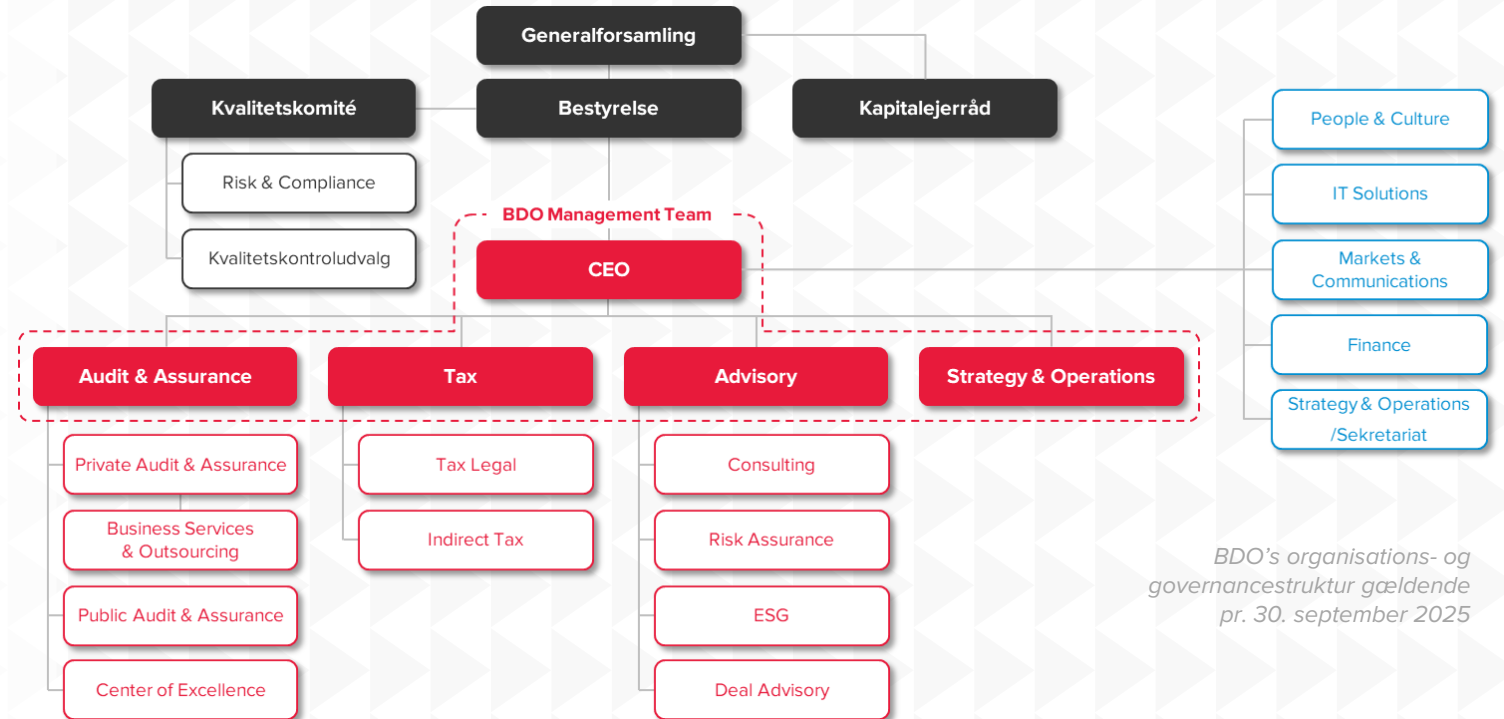 Generalforsamling
Kvalitetskomité
Bestyrelse
Kapitalejerråd
Risk & Compliance
Kvalitetskontroludvalg
BDO Management Team
CEO
People & Culture
IT Solutions
Markets &
Communications
Finance
Strategy & Operations
/Sekretariat
Audit & Assurance
Tax
Advisory
Strategy & Operations
Private Audit & Assurance
Business Services
& Outsourcing
Public Audit & Assurance
Center of Excellence
Tax Legal
Indirect Tax
Consulting
Risk Assurance
ESG
Deal Advisory
BDO's organisations- og
governancestruktur gældende
pr. 30. september 2025